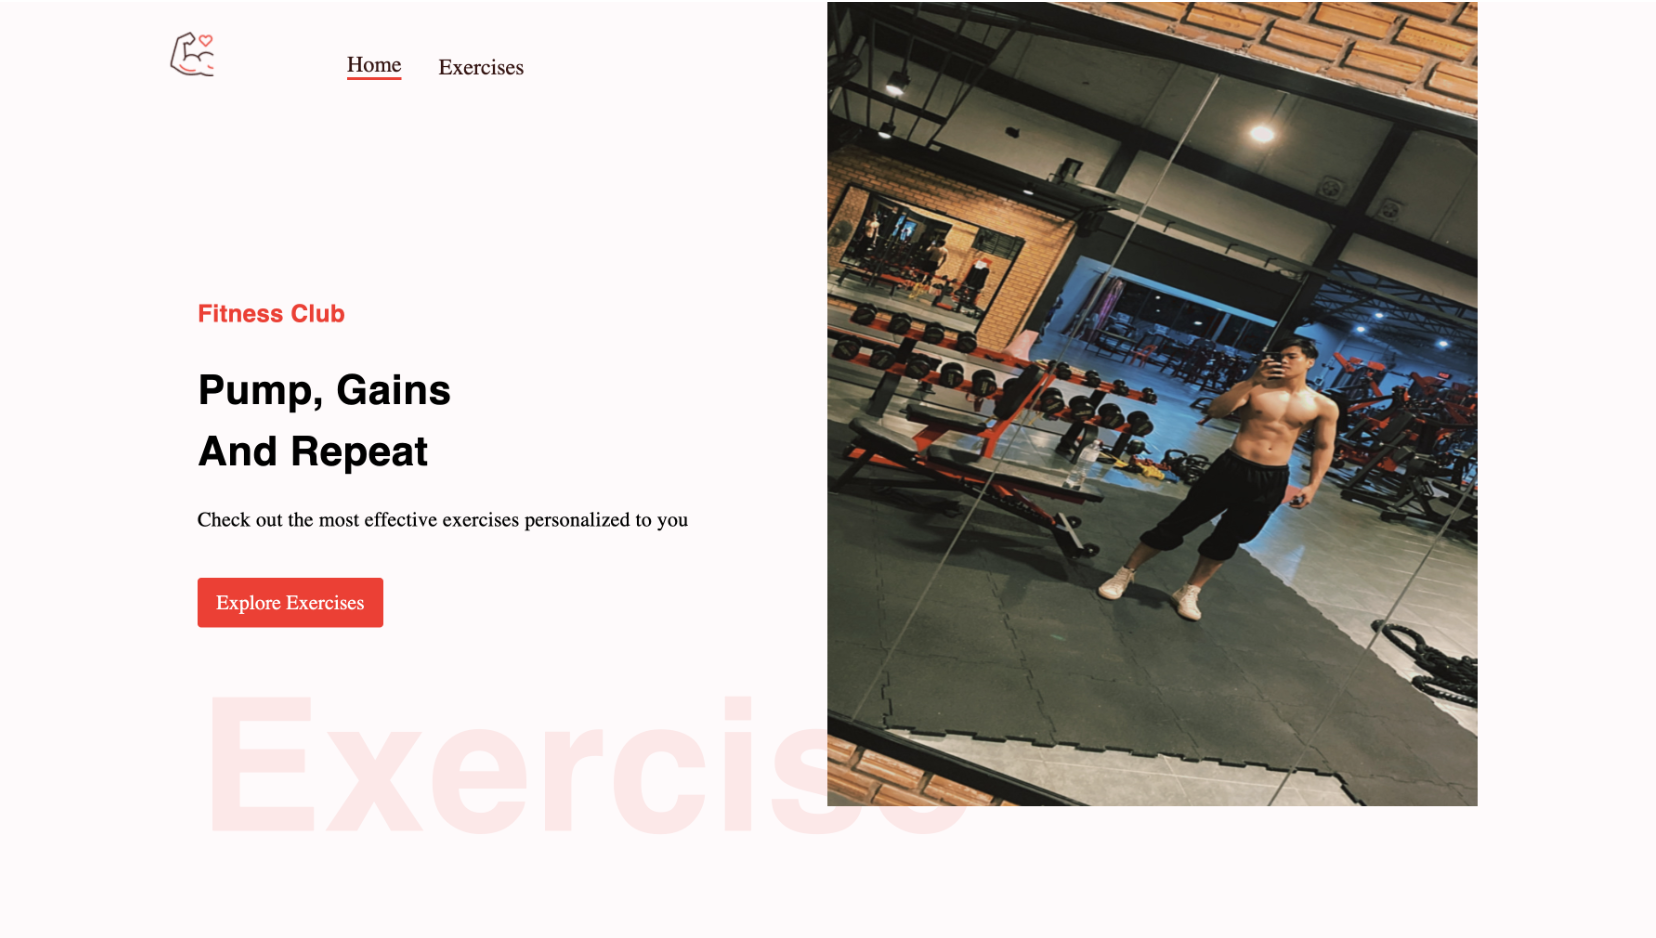 Home
Exercises
Fitness Club
Pump, Gains
And Repeat
Check out the most effective exercises personalized to you
Explore Exercises
Exercise